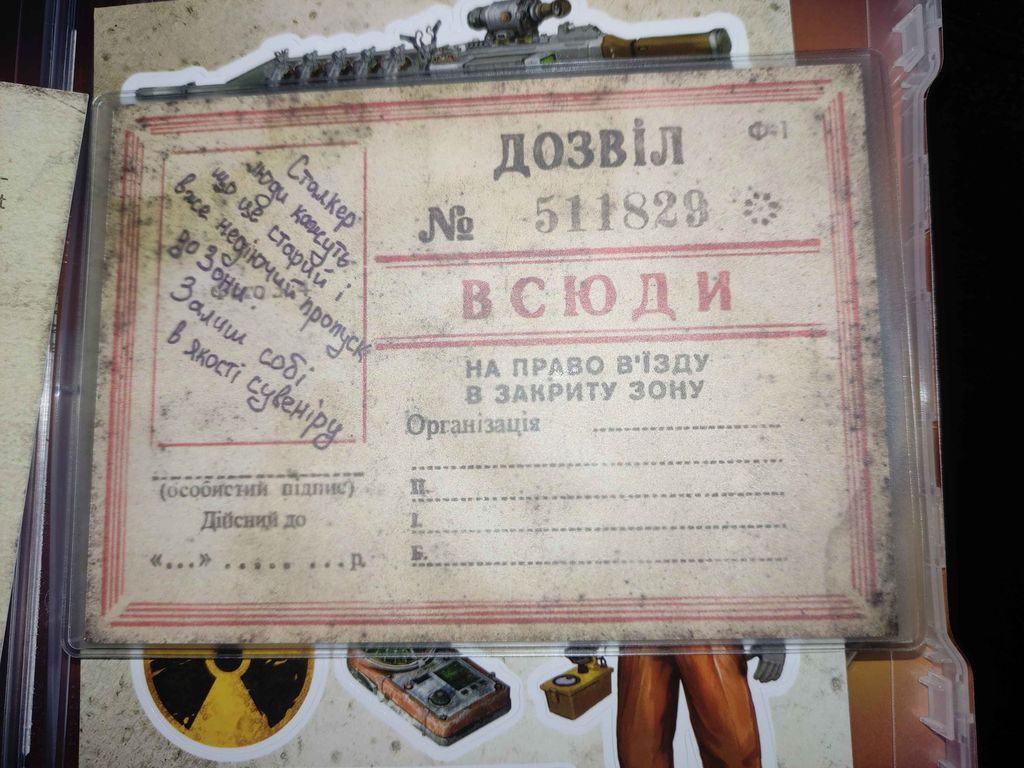 Сталкер
люди кажуть
що це старий і
вже недіючий пропуск
до Зони.
Залиш собі
в якості сувеніру
(особистий підпис)
Дійсний до
«...» ..... ...р.
ДОЗВІЛ
Ф-1
№ 511829
ВСЮДИ
НА ПРАВО В'ЇЗДУ
В ЗАКРИТУ ЗОНУ
Організація
П.
І.
Б.